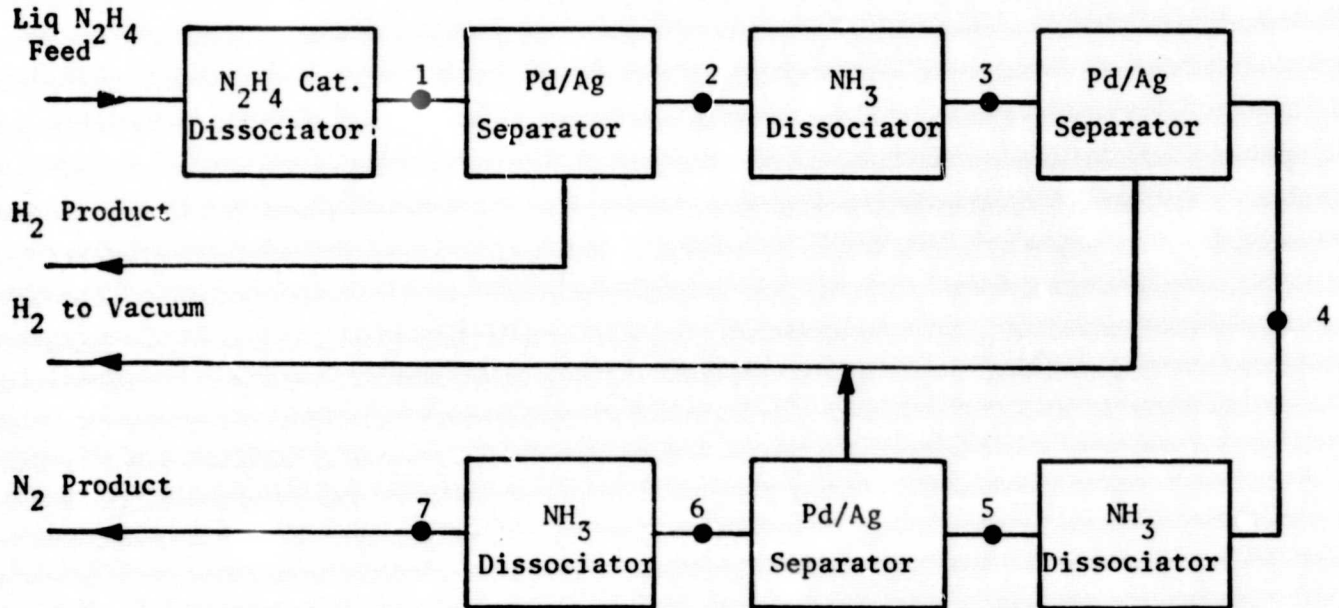 Liq N₂H₄
Feed
N₂H₄ Cat.
Dissociator
1
Pd/Ag
Separator
2
NH₃
Dissociator
3
Pd/Ag
Separator
H₂ Product
H₂ to Vacuum
4
N₂ Product
7
NH₃
Dissociator
6
Pd/Ag
Separator
5
NH₃
Dissociator